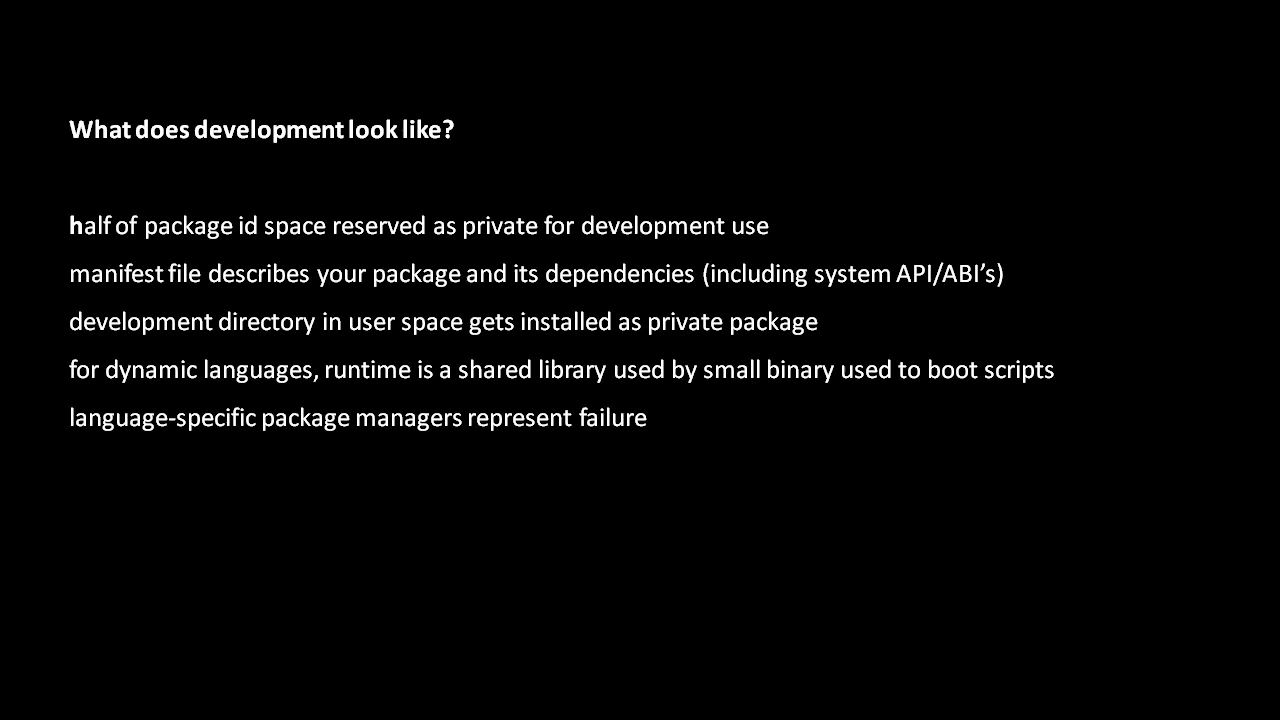 What does development look like?
half of package id space reserved as private for development use
manifest file describes your package and its dependencies (including system API/ABI’s)
development directory in user space gets installed as private package
for dynamic languages, runtime is a shared library used by small binary used to boot scripts
language-specific package managers represent failure